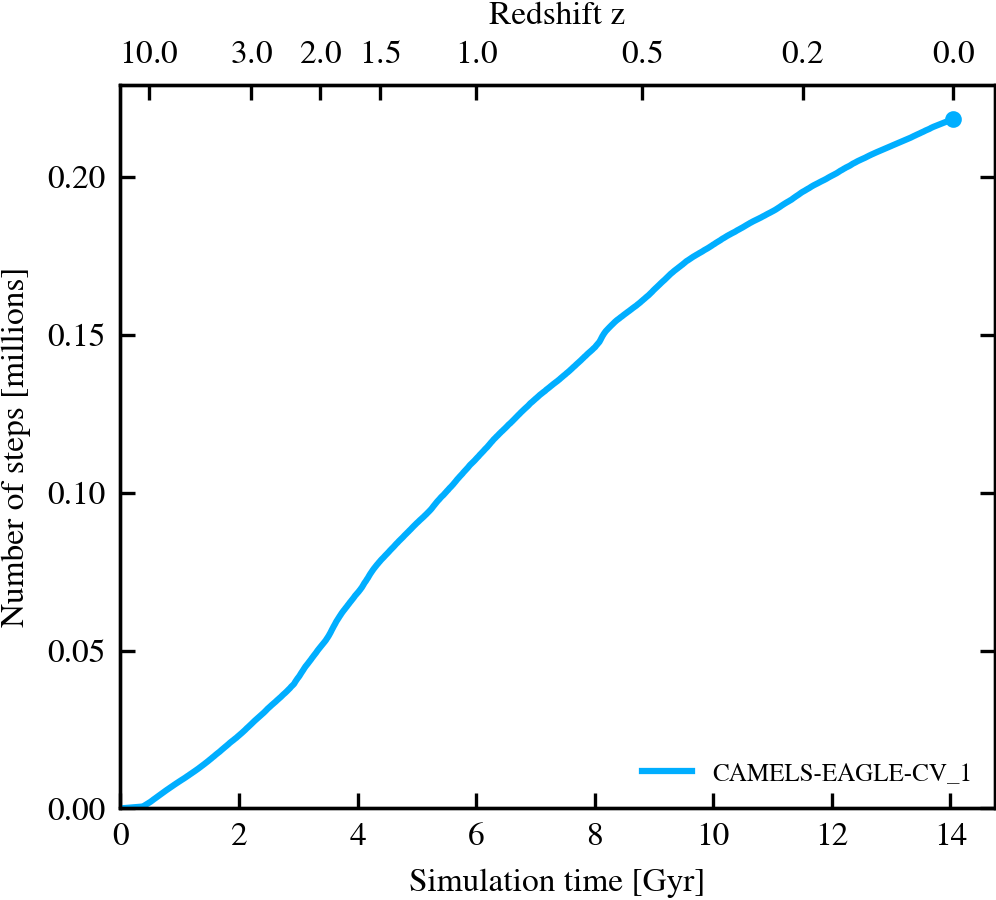 Redshift z
10.0 3.0 2.0 1.5 1.0 0.5 0.2 0.0
0.20
0.15
0.10
0.05
0.00
Number of steps [millions]
CAMELS-EAGLE-CV_1
0 2 4 6 8 10 12 14
Simulation time [Gyr]